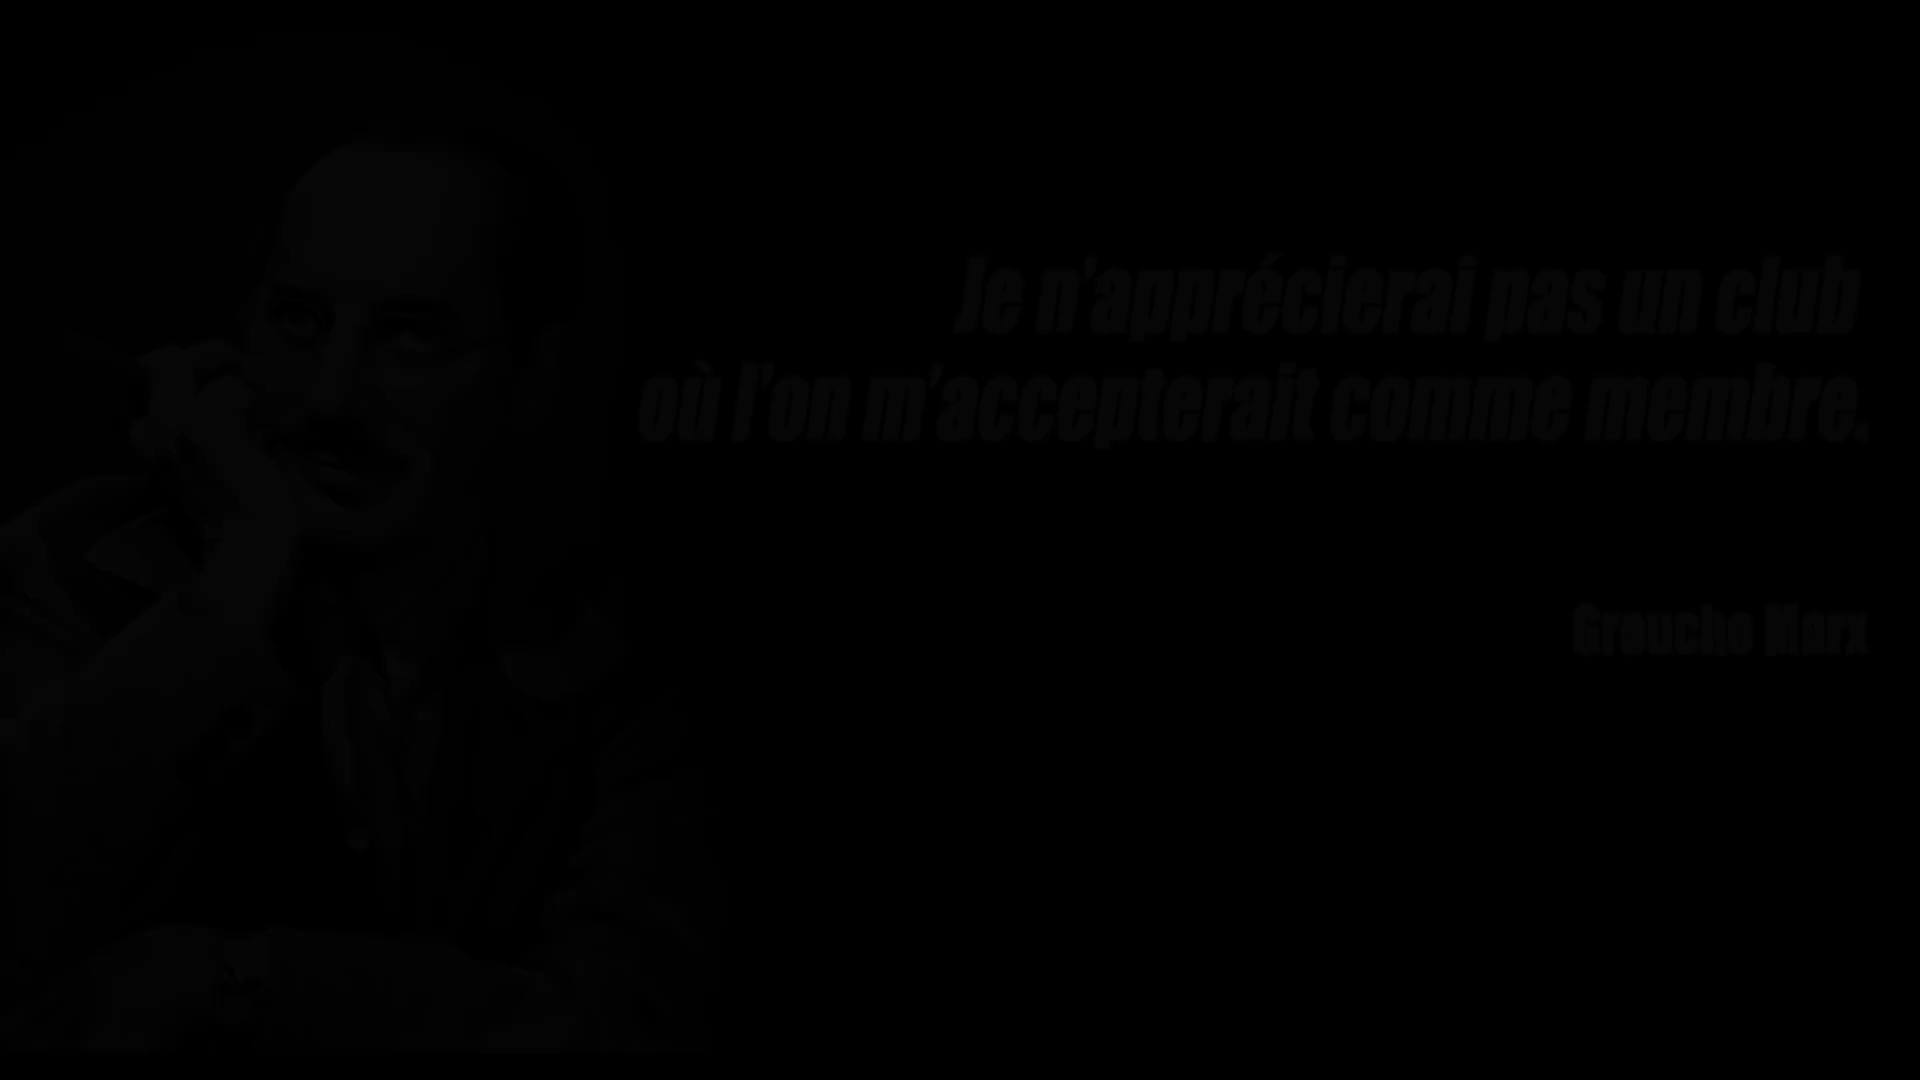 Je n'apprécierai pas un club
où l'on m'accepterait comme membre.
Groucho Marx